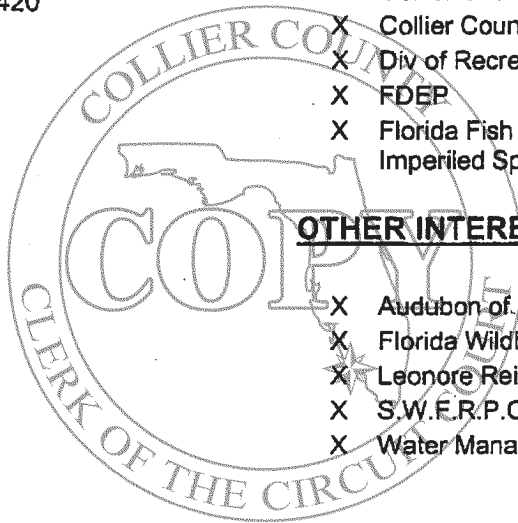 420
X Collier Coun
X Div of Recre
X FDEP
X Florida Fish
Imperiled Sp
OTHER INTERE
X Audubon of
X Florida Wildl
X Leonore Rei
X S.W.F.R.P.C
X Water Mana
COLLIER COUNTY
COPY
CLERK OF THE CIRCUIT COURT